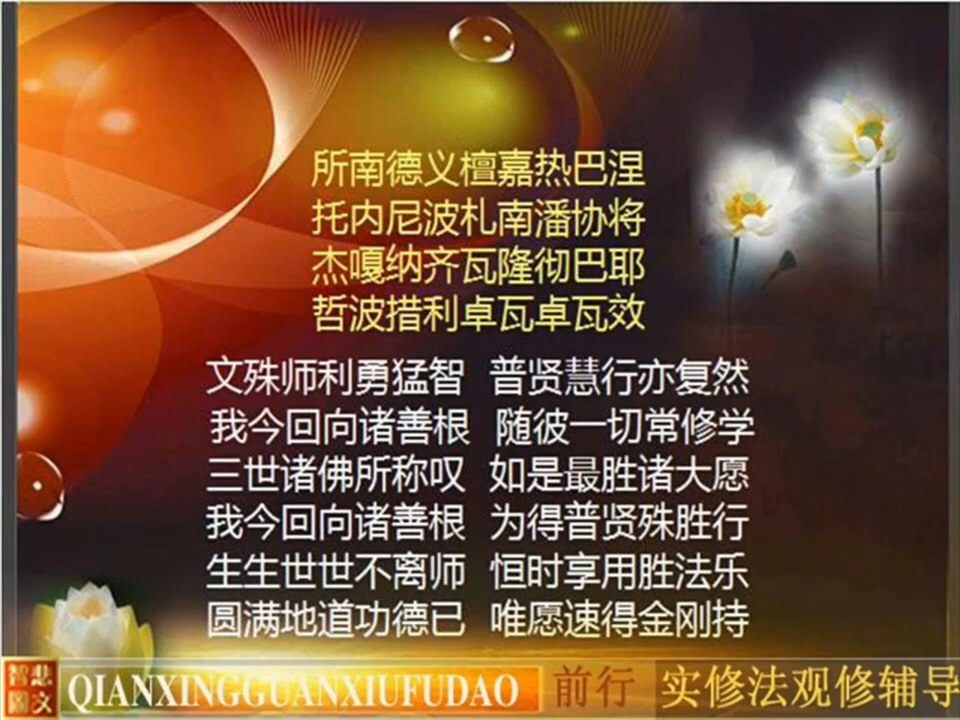 所南德义檀嘉热巴涅
托内尼波札南潘协将
杰嘎纳齐瓦隆彻巴耶
哲波措利卓瓦卓瓦效
文殊师利勇猛智 普贤慧行亦复然
我今回向诸善根 随彼一切常修学
三世诸佛所称叹 如是最胜诸大愿
我今回向诸善根 为得普贤殊胜行
生生世世不离师 恒时享用胜法乐
圆满地道功德已 唯愿速得金刚持
智悲
圆文
QIANXINGGUANXIUFUDAO 前行 实修法观修辅导